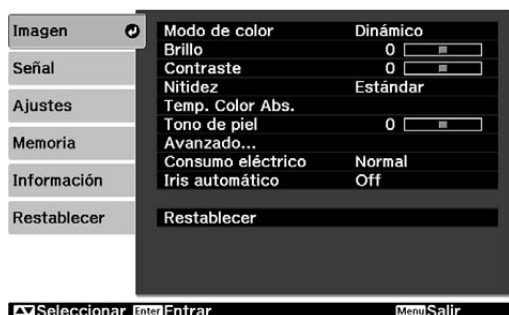 Imagen
Señal
Ajustes
Memoria
Información
Restablecer
Modo de color Dinámico
Brillo 0
Contraste 0
Nitidez Estándar
Temp. Color Abs.
Tono de piel 0
Avanzado...
Consumo eléctrico Normal
Iris automático Off
Restablecer
Seleccionar Enter Entrar Menu Salir